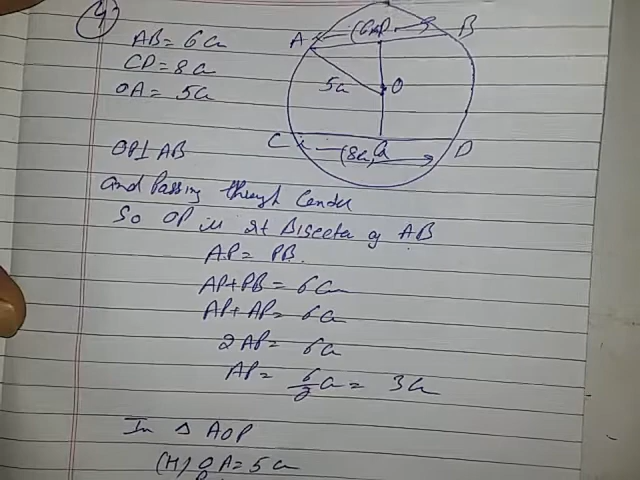 4)
AB = 6cm
CD = 8cm
OA = 5cm
A
6cm
P
B
5cm
O
C
8cm
Q
D
OP⊥AB
and Passing through Center
So OP is ⊥ Bisector of AB
AP = PB.
AP+PB = 6cm
AP+AP = 6cm
2AP = 6cm
AP = 6/2 cm = 3cm
In △ AOP
(H) OA = 5cm